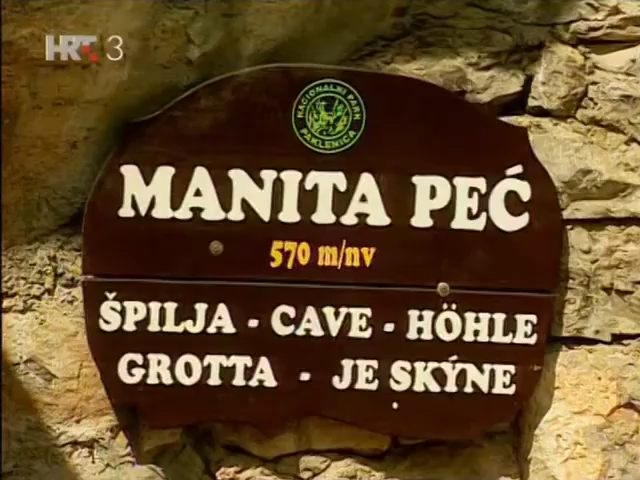 HRT 3
NACIONALNI PARK
PAKLENICA
MANITA PEĆ
570 m/nv
ŠPILJA - CAVE - HÖHLE
GROTTA - JE SKÝNE